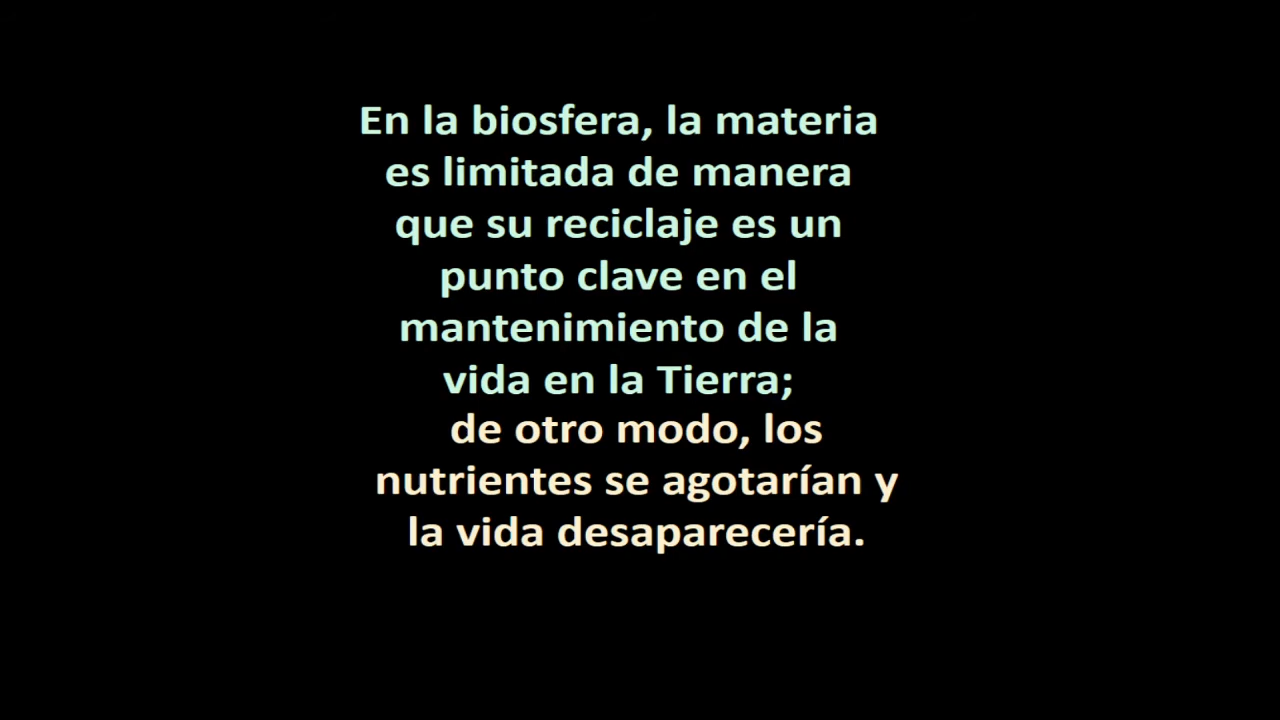 En la biosfera, la materia
es limitada de manera
que su reciclaje es un
punto clave en el
mantenimiento de la
vida en la Tierra;
de otro modo, los
nutrientes se agotarían y
la vida desaparecería.